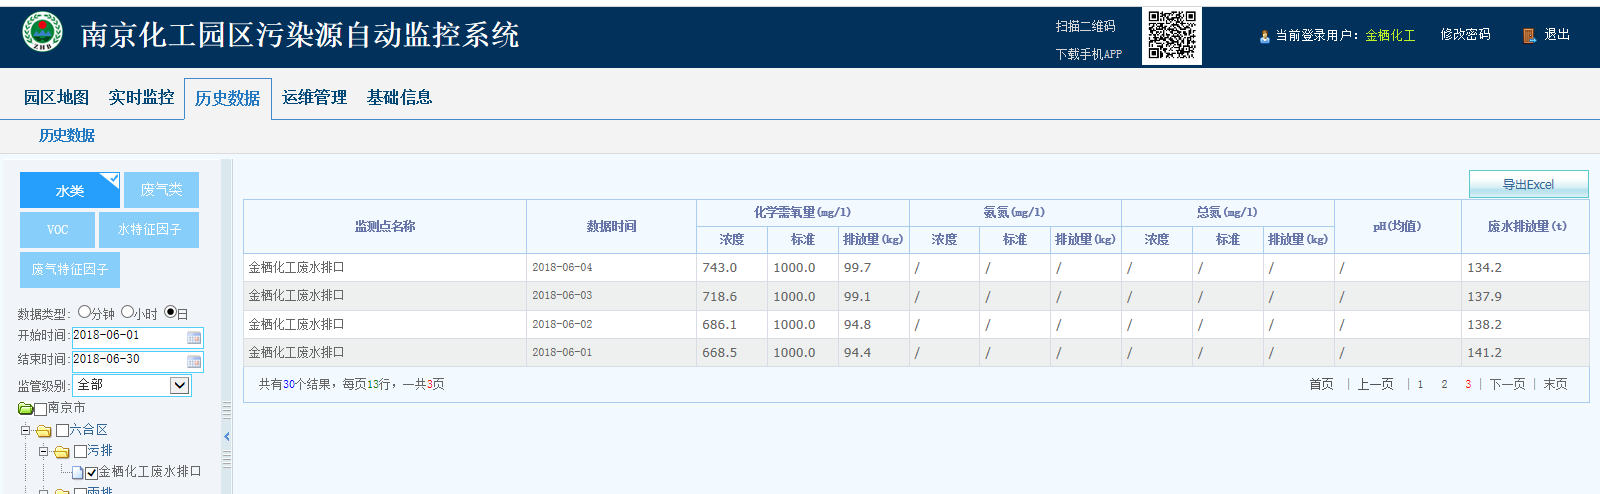 南京化工园区污染源自动监控系统
扫描二维码
下载手机APP
当前登录用户：金栖化工 修改密码 退出
园区地图 实时监控 历史数据 运维管理 基础信息
历史数据
水类 废气类
VOC 水特征因子
废气特征因子
数据类型: 分钟 小时 日
开始时间: 2018-06-01
结束时间: 2018-06-30
监管级别: 全部
南京市
六合区
污排
金栖化工废水排口
雨排
导出Excel
监测点名称 数据时间 化学需氧量(mg/l) 氨氮(mg/l) 总氮(mg/l) pH(均值) 废水排放量(t)
浓度 标准 排放量(kg) 浓度 标准 排放量(kg) 浓度 标准 排放量(kg)
金栖化工废水排口 2018-06-04 743.0 1000.0 99.7 / / / / / / / 134.2
金栖化工废水排口 2018-06-03 718.6 1000.0 99.1 / / / / / / / 137.9
金栖化工废水排口 2018-06-02 686.1 1000.0 94.8 / / / / / / / 138.2
金栖化工废水排口 2018-06-01 668.5 1000.0 94.4 / / / / / / / 141.2
共有30个结果，每页13行，一共3页 首页 | 上一页 | 1 2 3 | 下一页 | 末页
ZHB